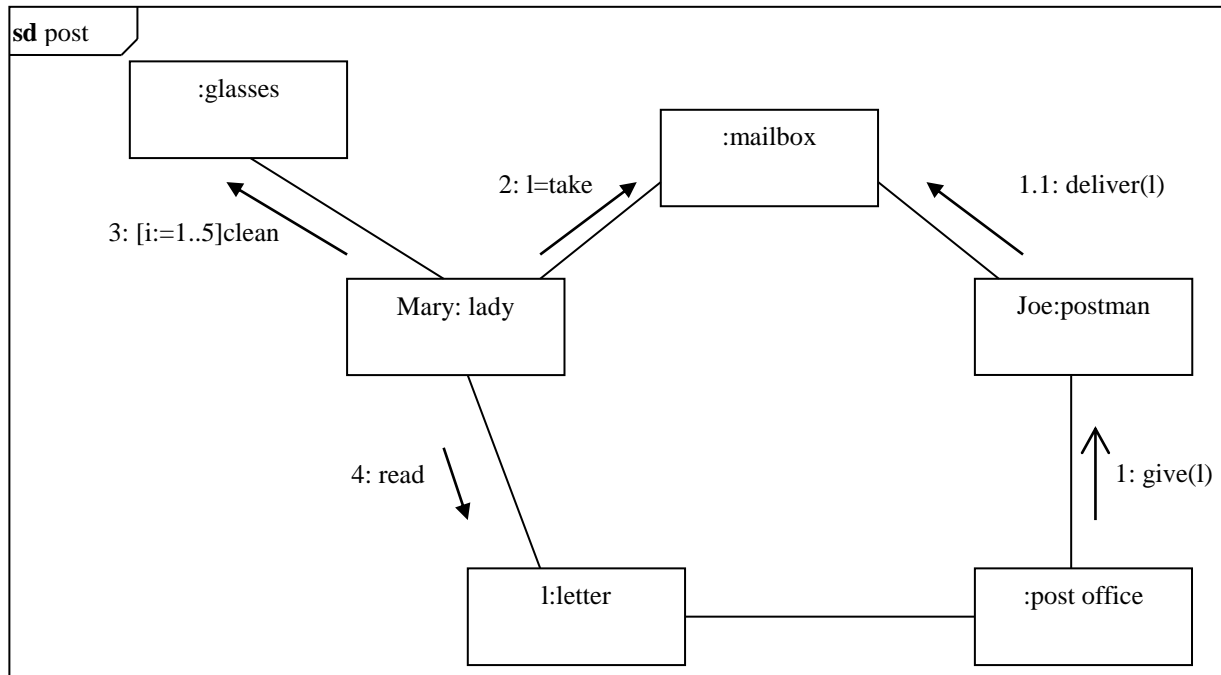 sd post
:glasses
:mailbox
2: l=take
1.1: deliver(l)
3: [i:=1..5]clean
Mary: lady
Joe:postman
4: read
1: give(l)
l:letter
:post office